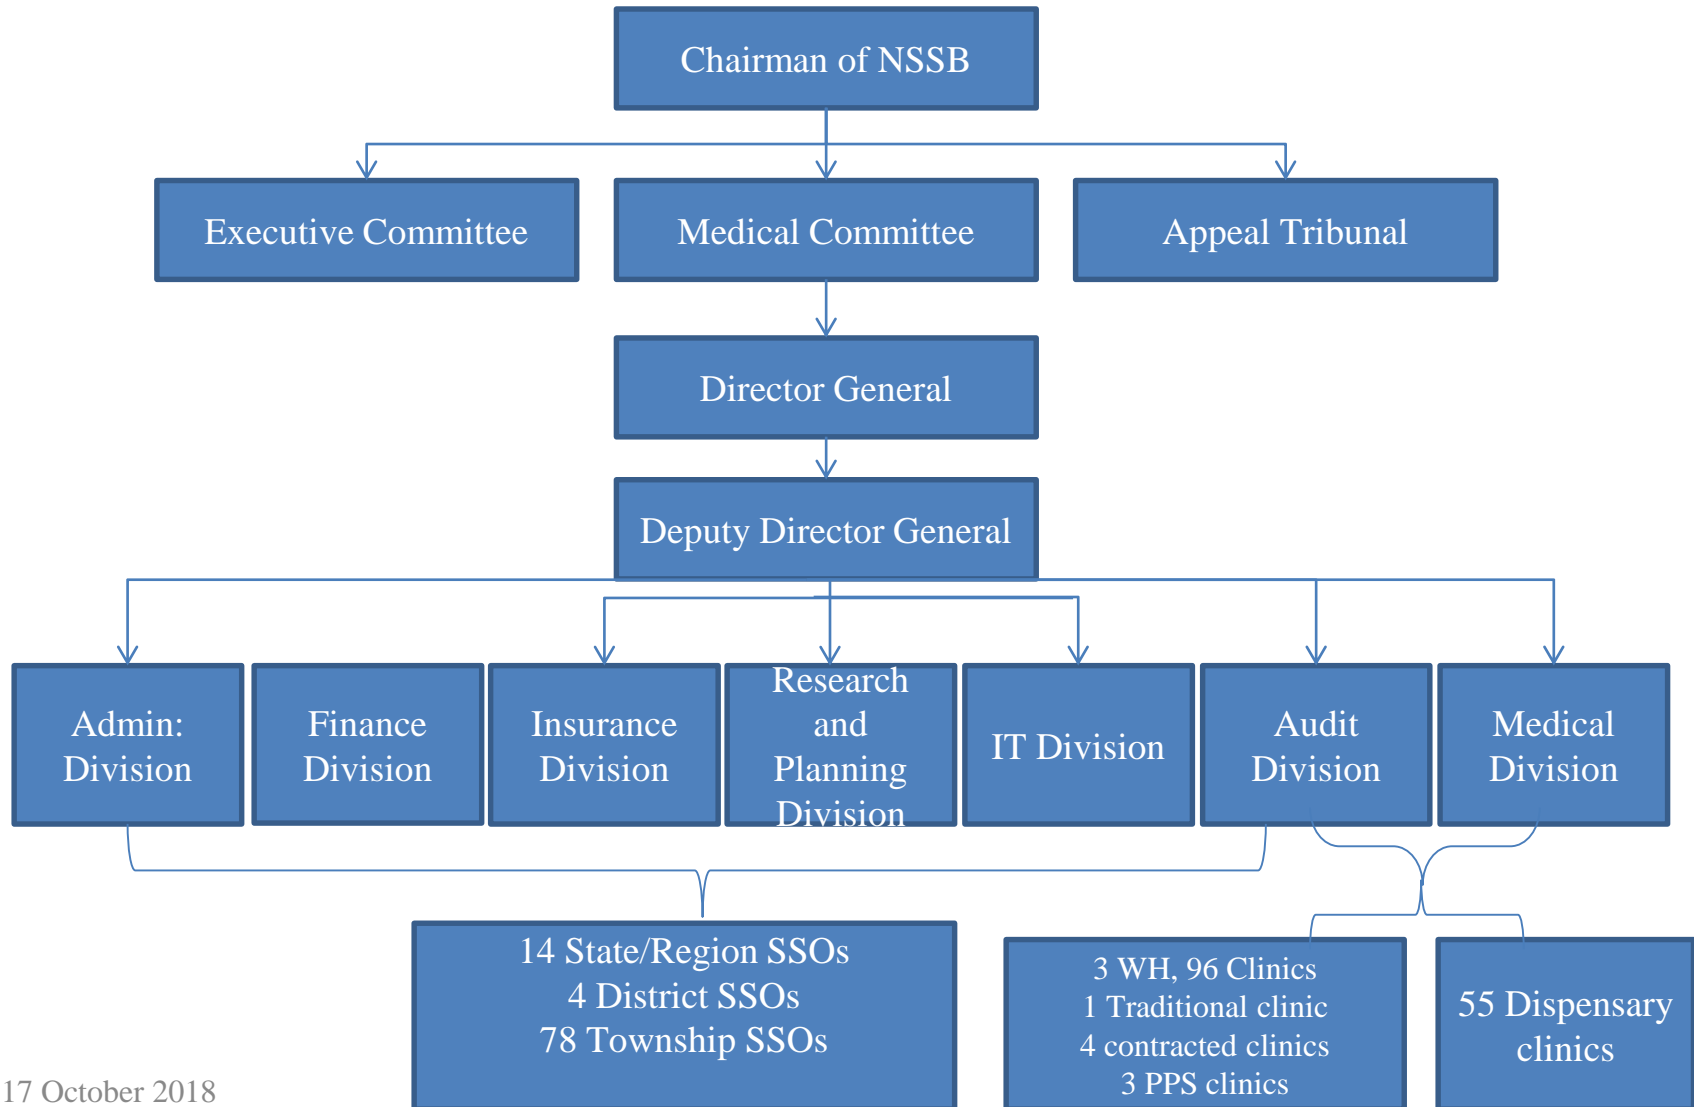 Chairman of NSSB
Executive Committee
Medical Committee
Appeal Tribunal
Director General
Deputy Director General
Admin:
Division
Finance
Division
Insurance
Division
Research
and
Planning
Division
IT Division
Audit
Division
Medical
Division
14 State/Region SSOs
4 District SSOs
78 Township SSOs
3 WH, 96 Clinics
1 Traditional clinic
4 contracted clinics
3 PPS clinics
55 Dispensary
clinics
17 October 2018